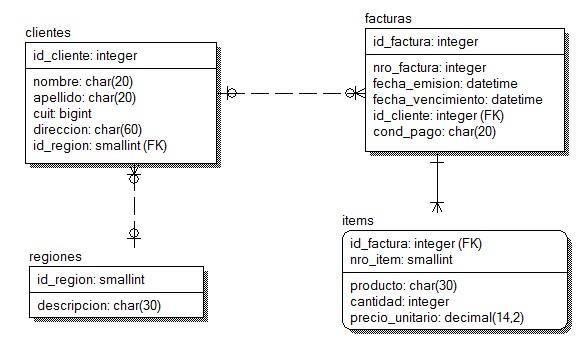 clientes
id_cliente: integer
nombre: char(20)
apellido: char(20)
cuit: bigint
direccion: char(60)
id_region: smallint (FK)
facturas
id_factura: integer
nro_factura: integer
fecha_emision: datetime
fecha_vencimiento: datetime
id_cliente: integer (FK)
cond_pago: char(20)
regiones
id_region: smallint
descripcion: char(30)
items
id_factura: integer (FK)
nro_item: smallint
producto: char(30)
cantidad: integer
precio_unitario: decimal(14,2)